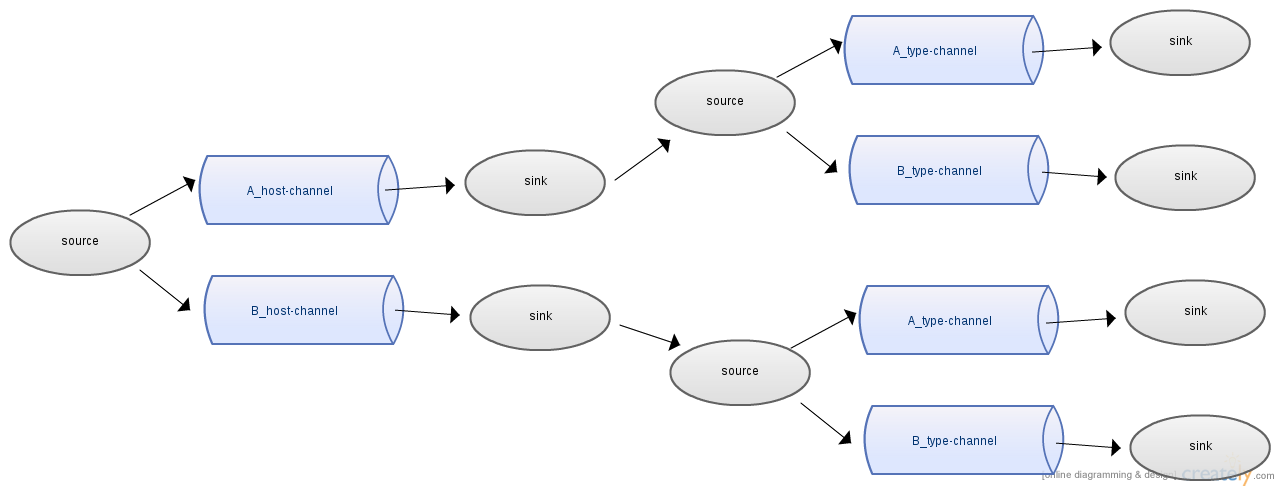 source
A_host-channel
sink
source
A_type-channel
sink
B_type-channel
sink
B_host-channel
sink
source
A_type-channel
sink
B_type-channel
sink
[online diagramming & design] creately.com